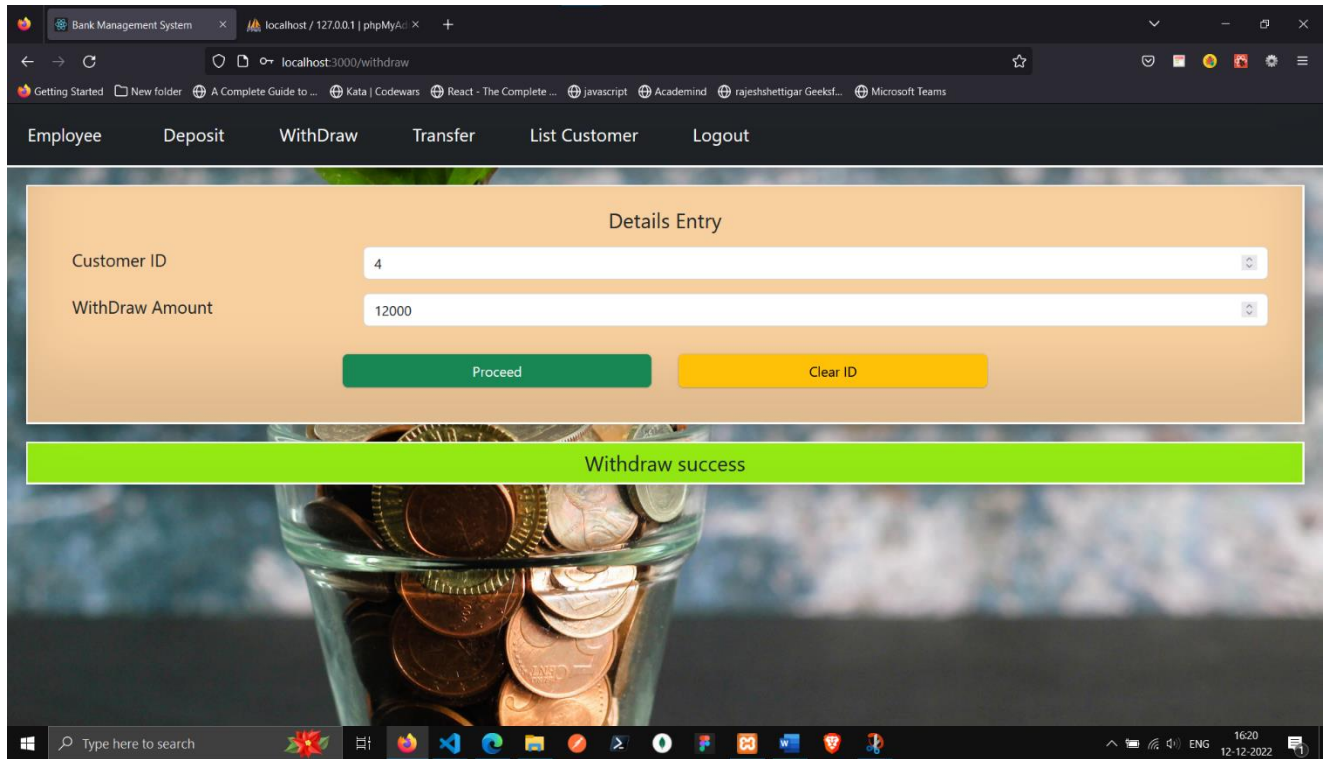 Bank Management System
localhost / 127.0.0.1 | phpMyAd
localhost:3000/withdraw
Getting Started New folder A Complete Guide to ... Kata | Codewars React - The Complete ... javascript Academind rajeshshettigar Geeksf... Microsoft Teams
Employee Deposit WithDraw Transfer List Customer Logout
Details Entry
Customer ID 4
WithDraw Amount 12000
Proceed Clear ID
Withdraw success
Type here to search
ENG
16:20
12-12-2022